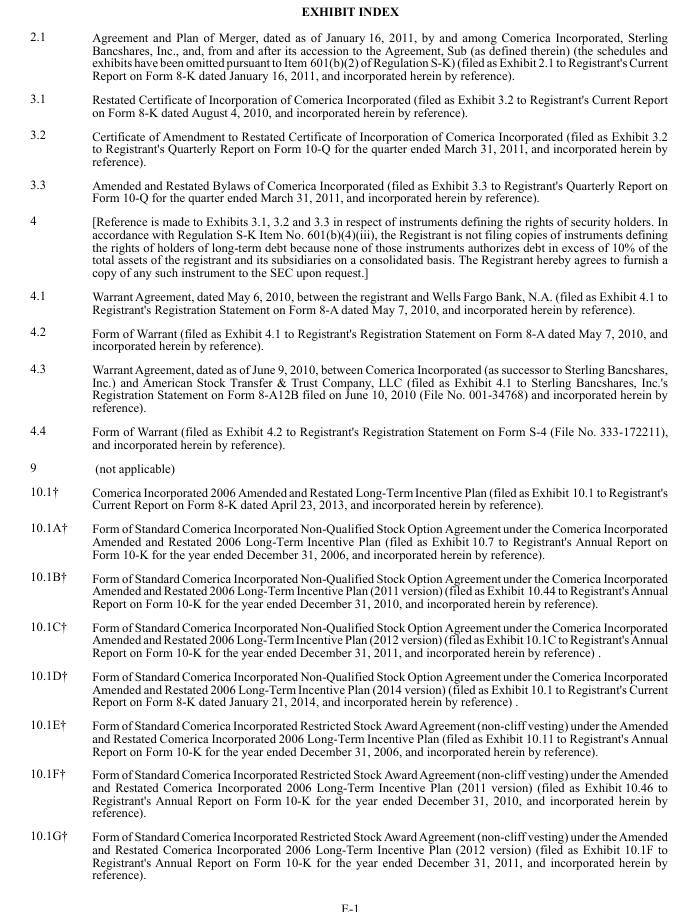 EXHIBIT INDEX
2.1 Agreement and Plan of Merger, dated as of January 16, 2011, by and among Comerica Incorporated, Sterling
Bancshares, Inc., and, from and after its accession to the Agreement, Sub (as defined therein) (the schedules and
exhibits have been omitted pursuant to Item 601(b)(2) of Regulation S-K) (filed as Exhibit 2.1 to Registrant's Current
Report on Form 8-K dated January 16, 2011, and incorporated herein by reference).
3.1 Restated Certificate of Incorporation of Comerica Incorporated (filed as Exhibit 3.2 to Registrant's Current Report
on Form 8-K dated August 4, 2010, and incorporated herein by reference).
3.2 Certificate of Amendment to Restated Certificate of Incorporation of Comerica Incorporated (filed as Exhibit 3.2
to Registrant's Quarterly Report on Form 10-Q for the quarter ended March 31, 2011, and incorporated herein by
reference).
3.3 Amended and Restated Bylaws of Comerica Incorporated (filed as Exhibit 3.3 to Registrant's Quarterly Report on
Form 10-Q for the quarter ended March 31, 2011, and incorporated herein by reference).
4 [Reference is made to Exhibits 3.1, 3.2 and 3.3 in respect of instruments defining the rights of security holders. In
accordance with Regulation S-K Item No. 601(b)(4)(iii), the Registrant is not filing copies of instruments defining
the rights of holders of long-term debt because none of those instruments authorizes debt in excess of 10% of the
total assets of the registrant and its subsidiaries on a consolidated basis. The Registrant hereby agrees to furnish a
copy of any such instrument to the SEC upon request.]
4.1 Warrant Agreement, dated May 6, 2010, between the registrant and Wells Fargo Bank, N.A. (filed as Exhibit 4.1 to
Registrant's Registration Statement on Form 8-A dated May 7, 2010, and incorporated herein by reference).
4.2 Form of Warrant (filed as Exhibit 4.1 to Registrant's Registration Statement on Form 8-A dated May 7, 2010, and
incorporated herein by reference).
4.3 Warrant Agreement, dated as of June 9, 2010, between Comerica Incorporated (as successor to Sterling Bancshares,
Inc.) and American Stock Transfer & Trust Company, LLC (filed as Exhibit 4.1 to Sterling Bancshares, Inc.'s
Registration Statement on Form 8-A12B filed on June 10, 2010 (File No. 001-34768) and incorporated herein by
reference).
4.4 Form of Warrant (filed as Exhibit 4.2 to Registrant's Registration Statement on Form S-4 (File No. 333-172211),
and incorporated herein by reference).
9 (not applicable)
10.1† Comerica Incorporated 2006 Amended and Restated Long-Term Incentive Plan (filed as Exhibit 10.1 to Registrant's
Current Report on Form 8-K dated April 23, 2013, and incorporated herein by reference).
10.1A† Form of Standard Comerica Incorporated Non-Qualified Stock Option Agreement under the Comerica Incorporated
Amended and Restated 2006 Long-Term Incentive Plan (filed as Exhibit 10.7 to Registrant's Annual Report on
Form 10-K for the year ended December 31, 2006, and incorporated herein by reference).
10.1B† Form of Standard Comerica Incorporated Non-Qualified Stock Option Agreement under the Comerica Incorporated
Amended and Restated 2006 Long-Term Incentive Plan (2011 version) (filed as Exhibit 10.44 to Registrant's Annual
Report on Form 10-K for the year ended December 31, 2010, and incorporated herein by reference).
10.1C† Form of Standard Comerica Incorporated Non-Qualified Stock Option Agreement under the Comerica Incorporated
Amended and Restated 2006 Long-Term Incentive Plan (2012 version) (filed as Exhibit 10.1C to Registrant's Annual
Report on Form 10-K for the year ended December 31, 2011, and incorporated herein by reference) .
10.1D† Form of Standard Comerica Incorporated Non-Qualified Stock Option Agreement under the Comerica Incorporated
Amended and Restated 2006 Long-Term Incentive Plan (2014 version) (filed as Exhibit 10.1 to Registrant's Current
Report on Form 8-K dated January 21, 2014, and incorporated herein by reference) .
10.1E† Form of Standard Comerica Incorporated Restricted Stock Award Agreement (non-cliff vesting) under the Amended
and Restated Comerica Incorporated 2006 Long-Term Incentive Plan (filed as Exhibit 10.11 to Registrant's Annual
Report on Form 10-K for the year ended December 31, 2006, and incorporated herein by reference).
10.1F† Form of Standard Comerica Incorporated Restricted Stock Award Agreement (non-cliff vesting) under the Amended
and Restated Comerica Incorporated 2006 Long-Term Incentive Plan (2011 version) (filed as Exhibit 10.46 to
Registrant's Annual Report on Form 10-K for the year ended December 31, 2010, and incorporated herein by
reference).
10.1G† Form of Standard Comerica Incorporated Restricted Stock Award Agreement (non-cliff vesting) under the Amended
and Restated Comerica Incorporated 2006 Long-Term Incentive Plan (2012 version) (filed as Exhibit 10.1F to
Registrant's Annual Report on Form 10-K for the year ended December 31, 2011, and incorporated herein by
reference).
E-1